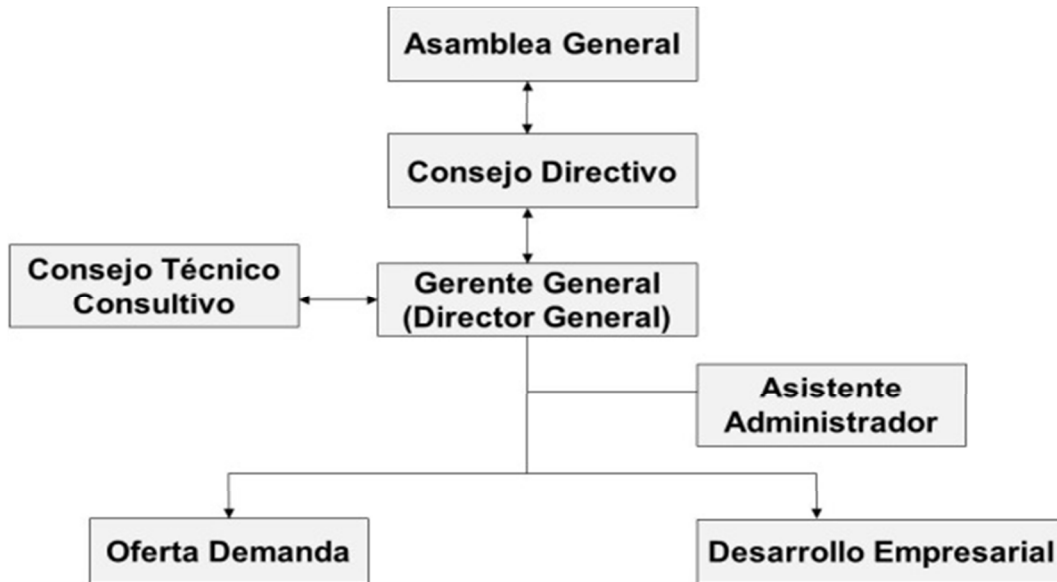 Asamblea General
Consejo Directivo
Consejo Técnico
Consultivo
Gerente General
(Director General)
Asistente
Administrador
Oferta Demanda
Desarrollo Empresarial